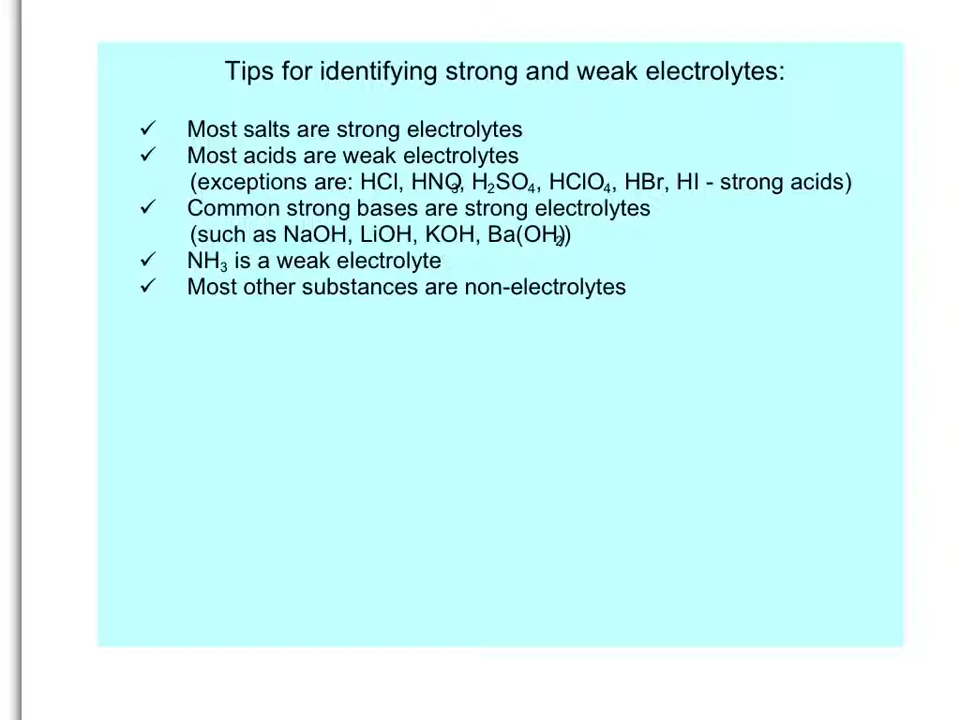 Tips for identifying strong and weak electrolytes:
✓ Most salts are strong electrolytes
✓ Most acids are weak electrolytes
(exceptions are: HCl, HNO₃, H₂SO₄, HClO₄, HBr, HI - strong acids)
✓ Common strong bases are strong electrolytes
(such as NaOH, LiOH, KOH, Ba(OH)₂)
✓ NH₃ is a weak electrolyte
✓ Most other substances are non-electrolytes